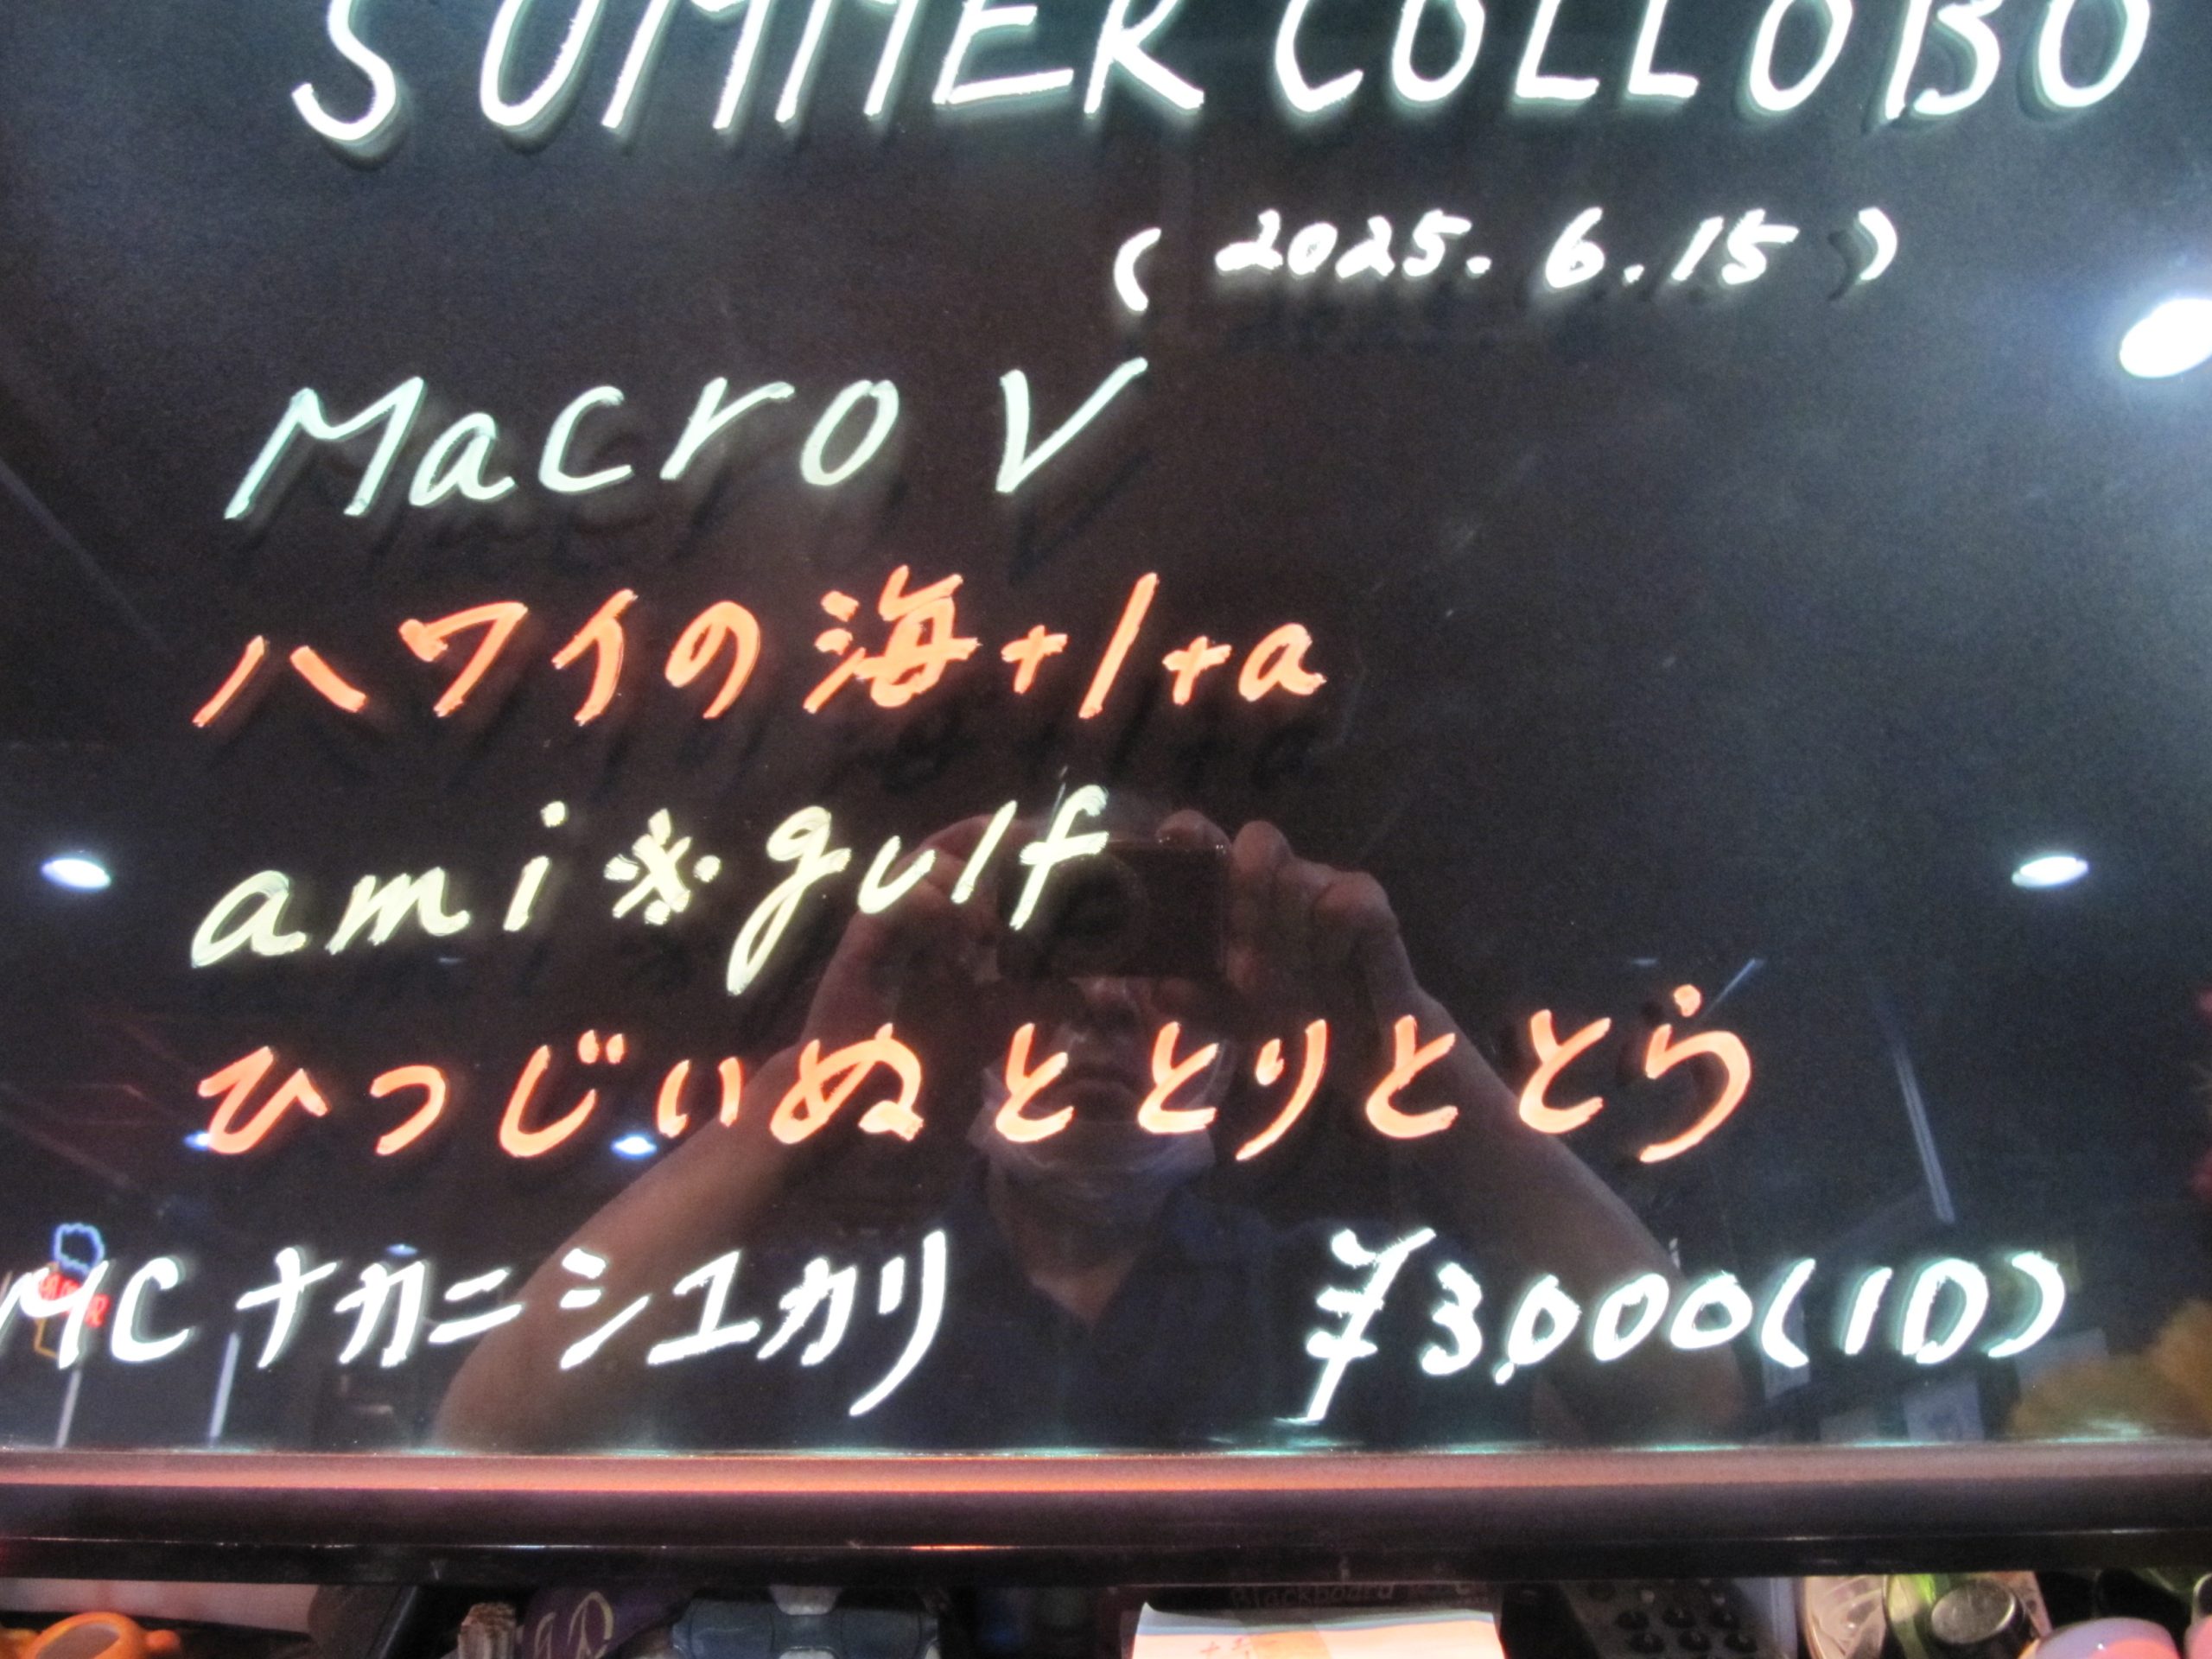 SUMMER COLLOBO
( 2025. 6.15 )
Macro V
ハワイの海+/+a
ami※gulf
ひつじいぬととりととら
MC ナカニシユカリ ¥3,000(1D)
Blackboard